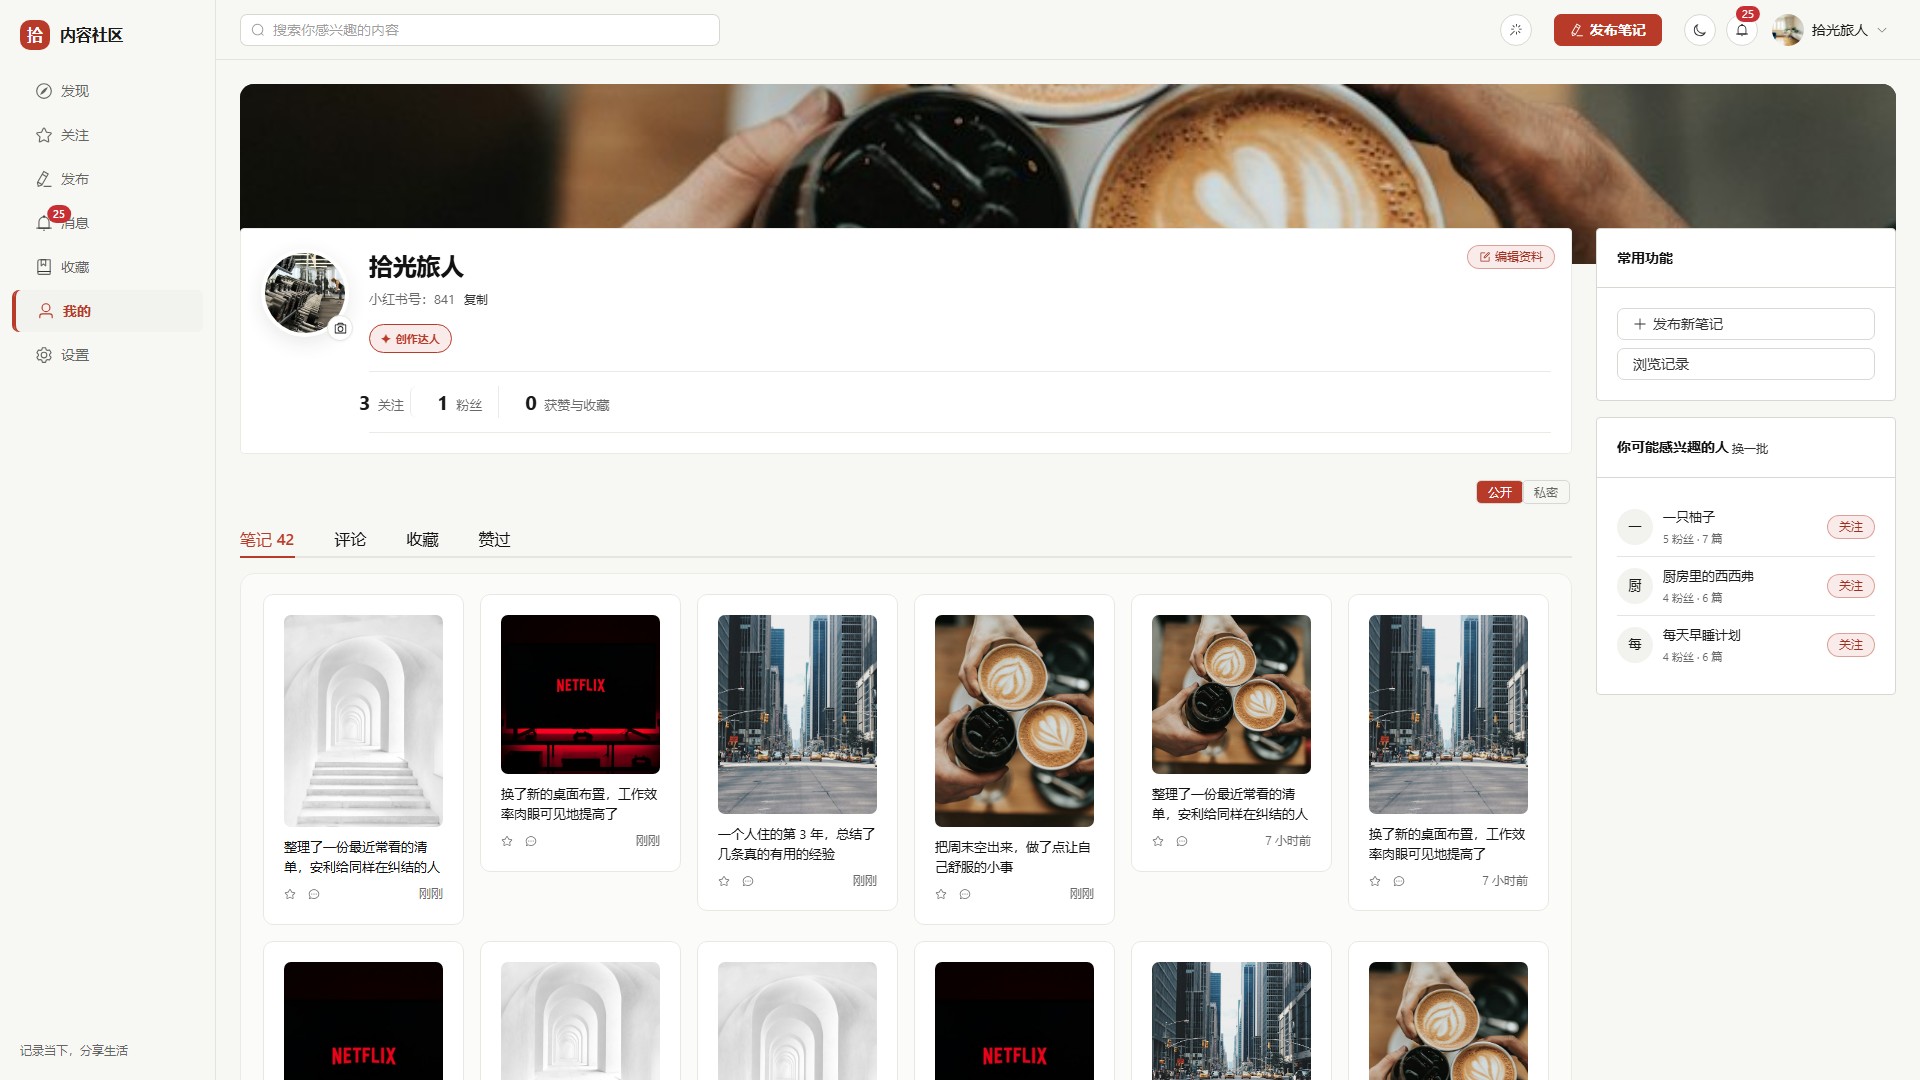 拾 内容社区
发现
关注
发布
25
消息
收藏
我的
设置
记录当下，分享生活
搜索你感兴趣的内容
发布笔记
25
拾光旅人
拾光旅人
小红书号：841 复制
创作达人
编辑资料
3 关注
1 粉丝
0 获赞与收藏
公开 私密
笔记 42 评论 收藏 赞过
整理了一份最近常看的清
单，安利给同样在纠结的人
刚刚
NETFLIX
换了新的桌面布置，工作效
率肉眼可见地提高了
刚刚
一个人住的第 3 年，总结了
几条真的有用的经验
刚刚
把周末空出来，做了点让自
己舒服的小事
刚刚
整理了一份最近常看的清
单，安利给同样在纠结的人
7 小时前
换了新的桌面布置，工作效
率肉眼可见地提高了
7 小时前
NETFLIX
NETFLIX
常用功能
发布新笔记
浏览记录
你可能感兴趣的人 换一批
一 一只柚子
5 粉丝 · 7 篇
关注
厨 厨房里的西西弗
4 粉丝 · 6 篇
关注
每 每天早睡计划
4 粉丝 · 6 篇
关注